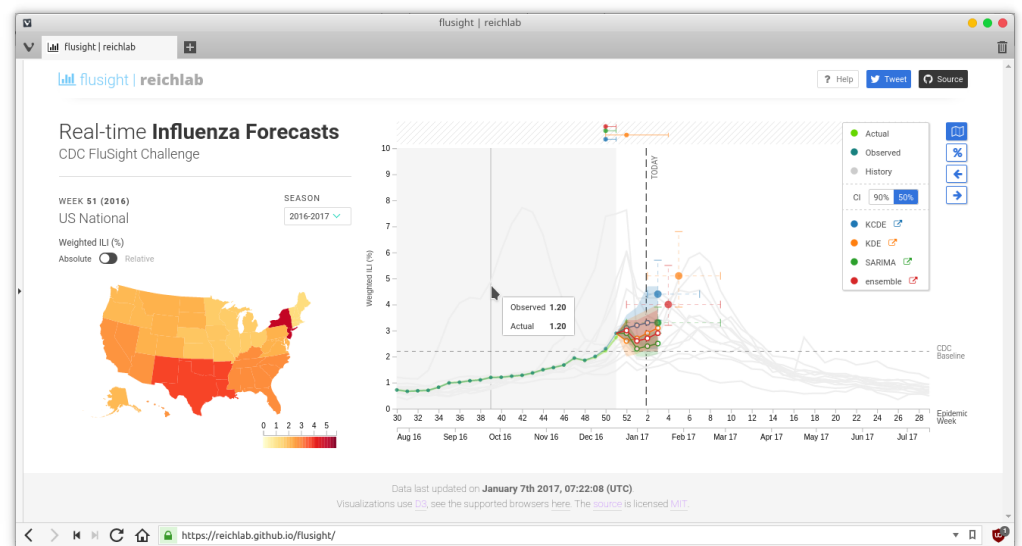 flusight | reichlab
flusight | reichlab
flusight | reichlab
? Help
Tweet
Source
Real-time Influenza Forecasts
CDC FluSight Challenge
WEEK 51 (2016)
US National
SEASON
2016-2017
Weighted ILI (%)
Absolute
Relative
0 1 2 3 4 5
Weighted ILI (%)
10
9
8
7
6
5
4
3
2
1
0
TODAY
Observed 1.20
Actual 1.20
CDC
Baseline
30 32 34 36 38 40 42 44 46 48 50 52 2 4 6 8 10 12 14 16 18 20 22 24 26 28
Epidemic
Week
Aug 16 Sep 16 Oct 16 Nov 16 Dec 16 Jan 17 Feb 17 Mar 17 Apr 17 May 17 Jun 17 Jul 17
Actual
Observed
History
CI 90% 50%
KCDE
KDE
SARIMA
ensemble
%
Data last updated on January 7th 2017, 07:22:08 (UTC)
Visualizations use D3, see the supported browsers here. The source is licensed MIT.
https://reichlab.github.io/flusight/
1